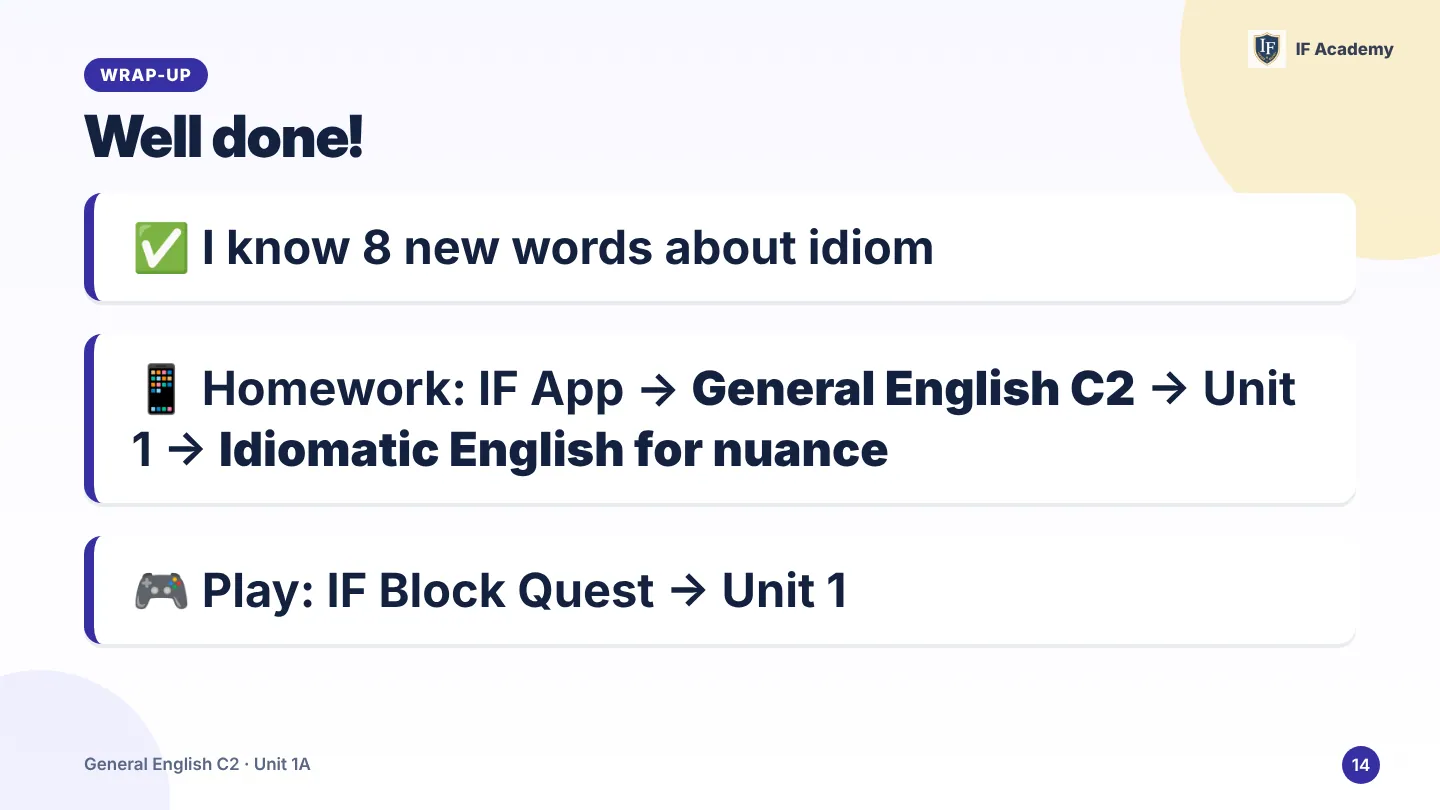 IF Academy
WRAP-UP
Well done!
✅ I know 8 new words about idiom
📱 Homework: IF App → General English C2 → Unit
1 → Idiomatic English for nuance
🎮 Play: IF Block Quest → Unit 1
General English C2 · Unit 1A
14